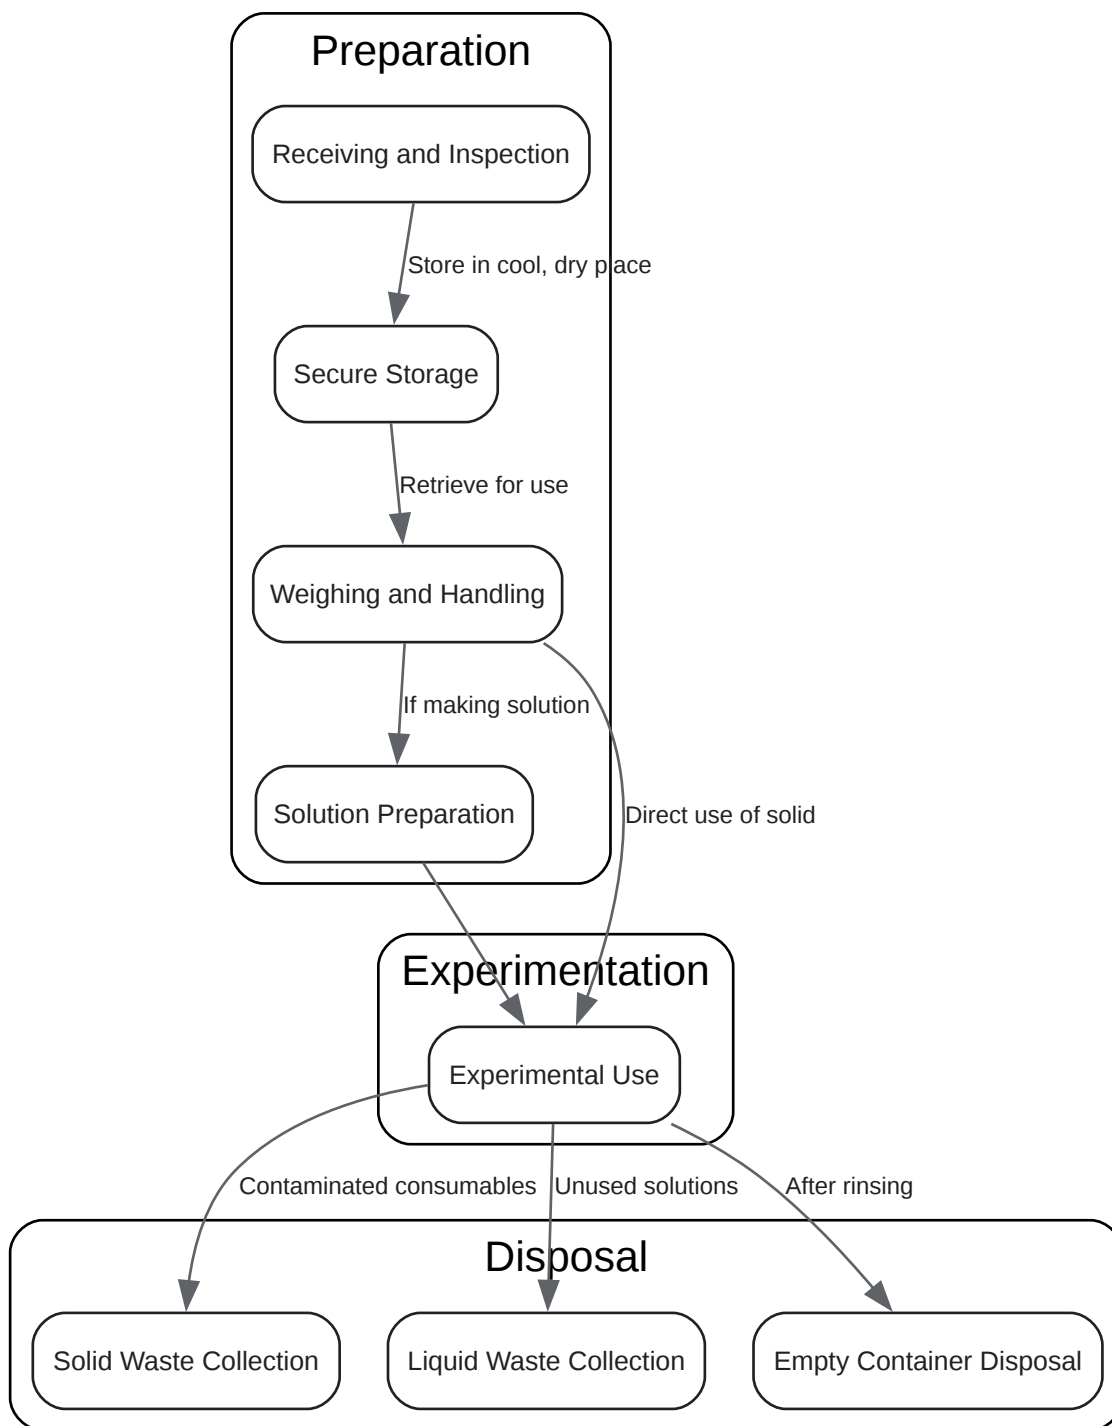 Preparation
Receiving and Inspection
Store in cool, dry place
Secure Storage
Retrieve for use
Weighing and Handling
If making solution
Solution Preparation
Direct use of solid
Experimentation
Experimental Use
Contaminated consumables
Unused solutions
After rinsing
Disposal
Solid Waste Collection
Liquid Waste Collection
Empty Container Disposal